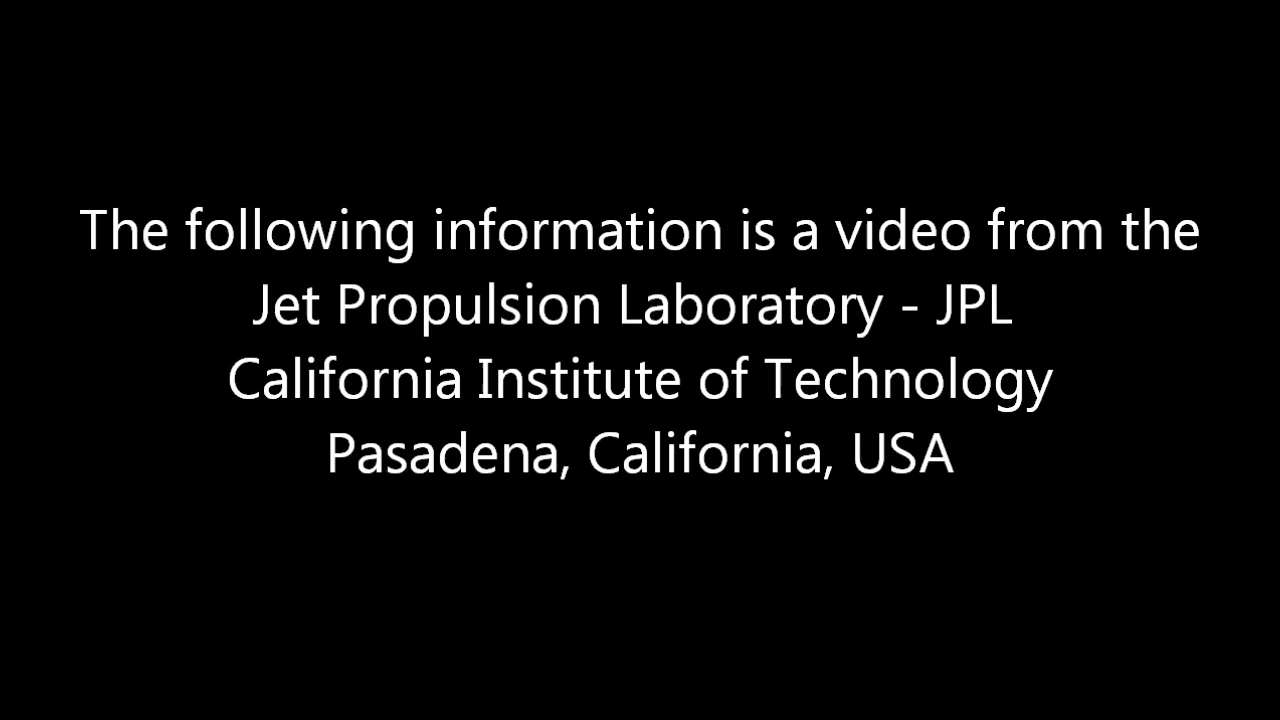 The following information is a video from the
Jet Propulsion Laboratory - JPL
California Institute of Technology
Pasadena, California, USA